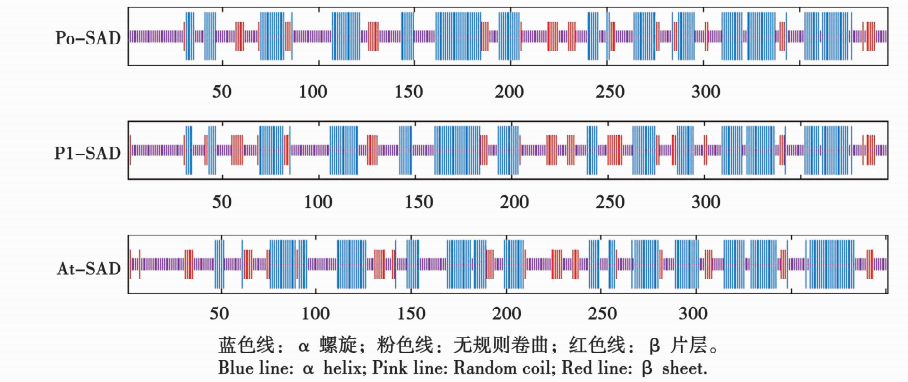 Po-SAD
50 100 150 200 250 300
P1-SAD
50 100 150 200 250 300
At-SAD
50 100 150 200 250 300
蓝色线：α 螺旋；粉色线：无规则卷曲；红色线：β 片层。
Blue line: α helix; Pink line: Random coil; Red line: β sheet.